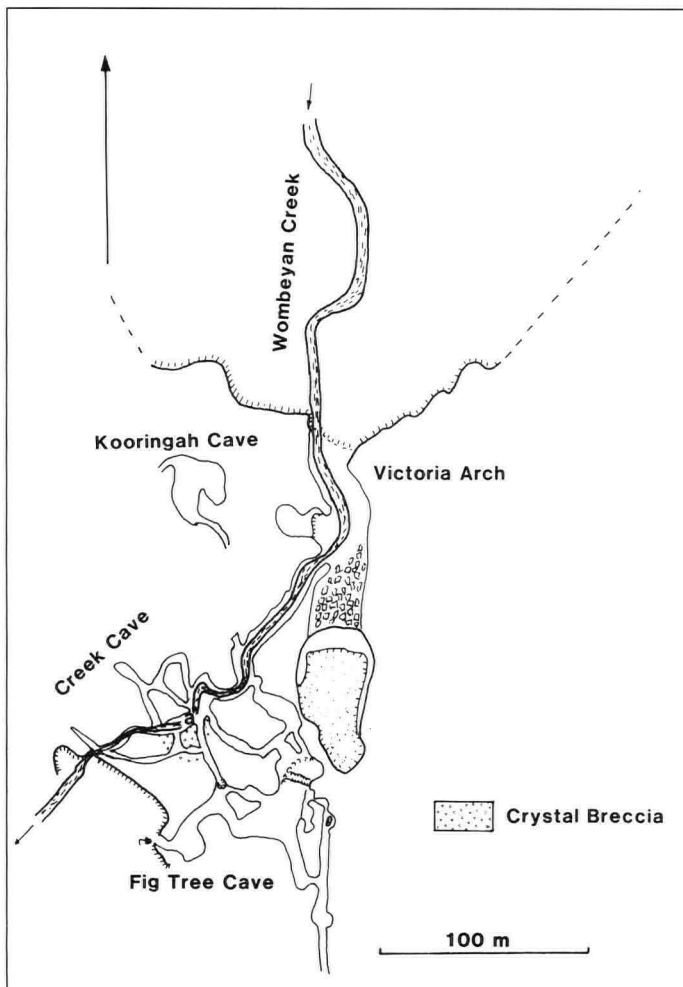 Wombeyan Creek
Kooringah Cave
Victoria Arch
Creek Cave
Crystal Breccia
Fig Tree Cave
100 m